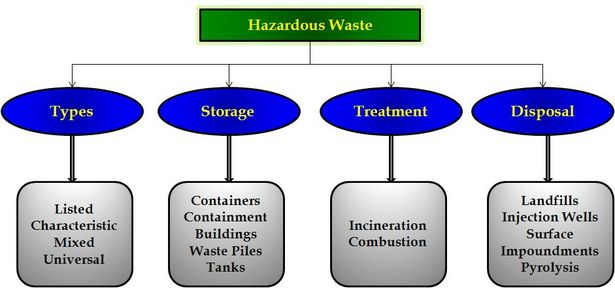 Hazardous Waste
Types
Storage
Treatment
Disposal
Listed
Characteristic
Mixed
Universal
Containers
Containment
Buildings
Waste Piles
Tanks
Incineration
Combustion
Landfills
Injection Wells
Surface
Impoundments
Pyrolysis